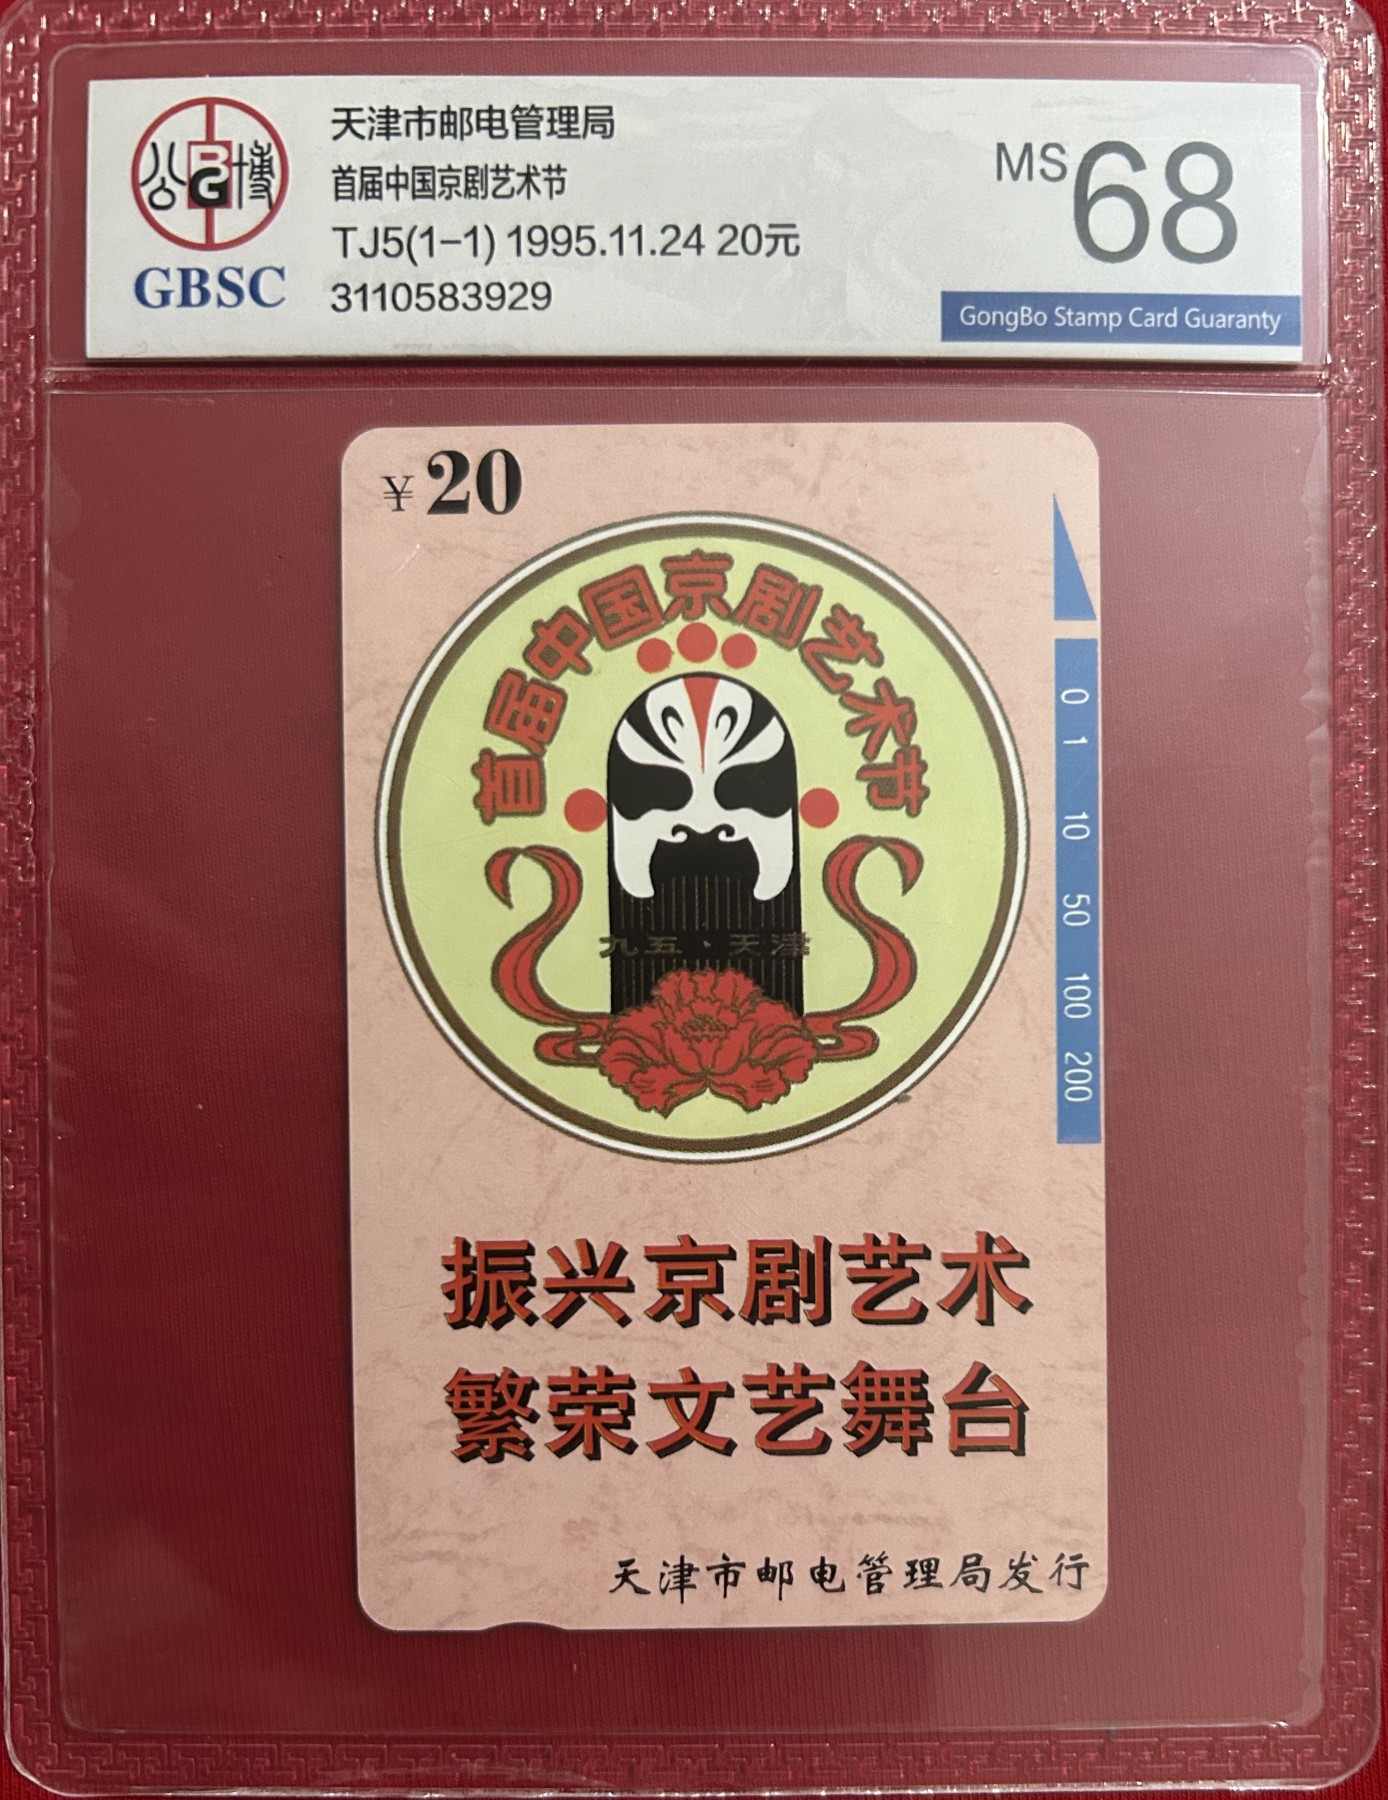 公博
BG
GBSC
天津市邮电管理局
首届中国京剧艺术节
TJ5(1-1) 1995.11.24 20元
3110583929
MS 68
GongBo Stamp Card Guaranty
¥20
首届中国京剧艺术节
九五·天津
0 1 10 50 100 200
振兴京剧艺术
繁荣文艺舞台
天津市邮电管理局发行